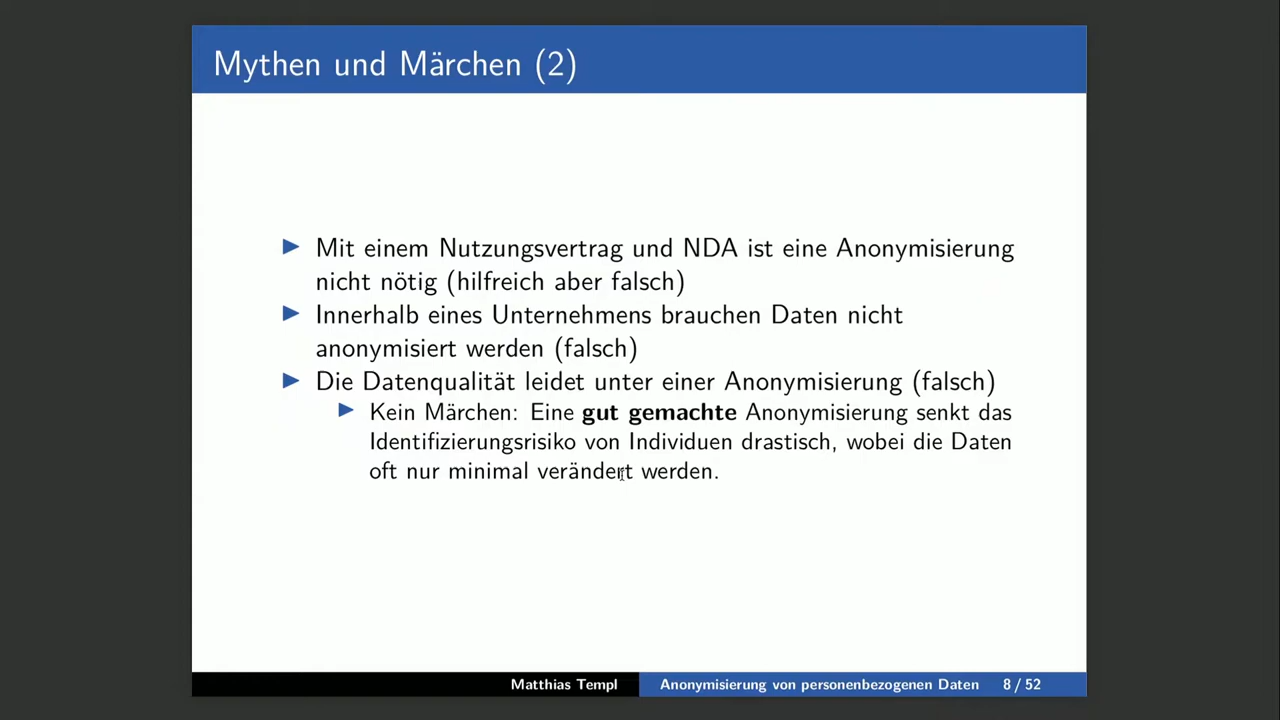 Mythen und Märchen (2)
Mit einem Nutzungsvertrag und NDA ist eine Anonymisierung
nicht nötig (hilfreich aber falsch)
Innerhalb eines Unternehmens brauchen Daten nicht
anonymisiert werden (falsch)
Die Datenqualität leidet unter einer Anonymisierung (falsch)
Kein Märchen: Eine gut gemachte Anonymisierung senkt das
Identifizierungsrisiko von Individuen drastisch, wobei die Daten
oft nur minimal verändert werden.
Matthias Templ Anonymisierung von personenbezogenen Daten 8 / 52